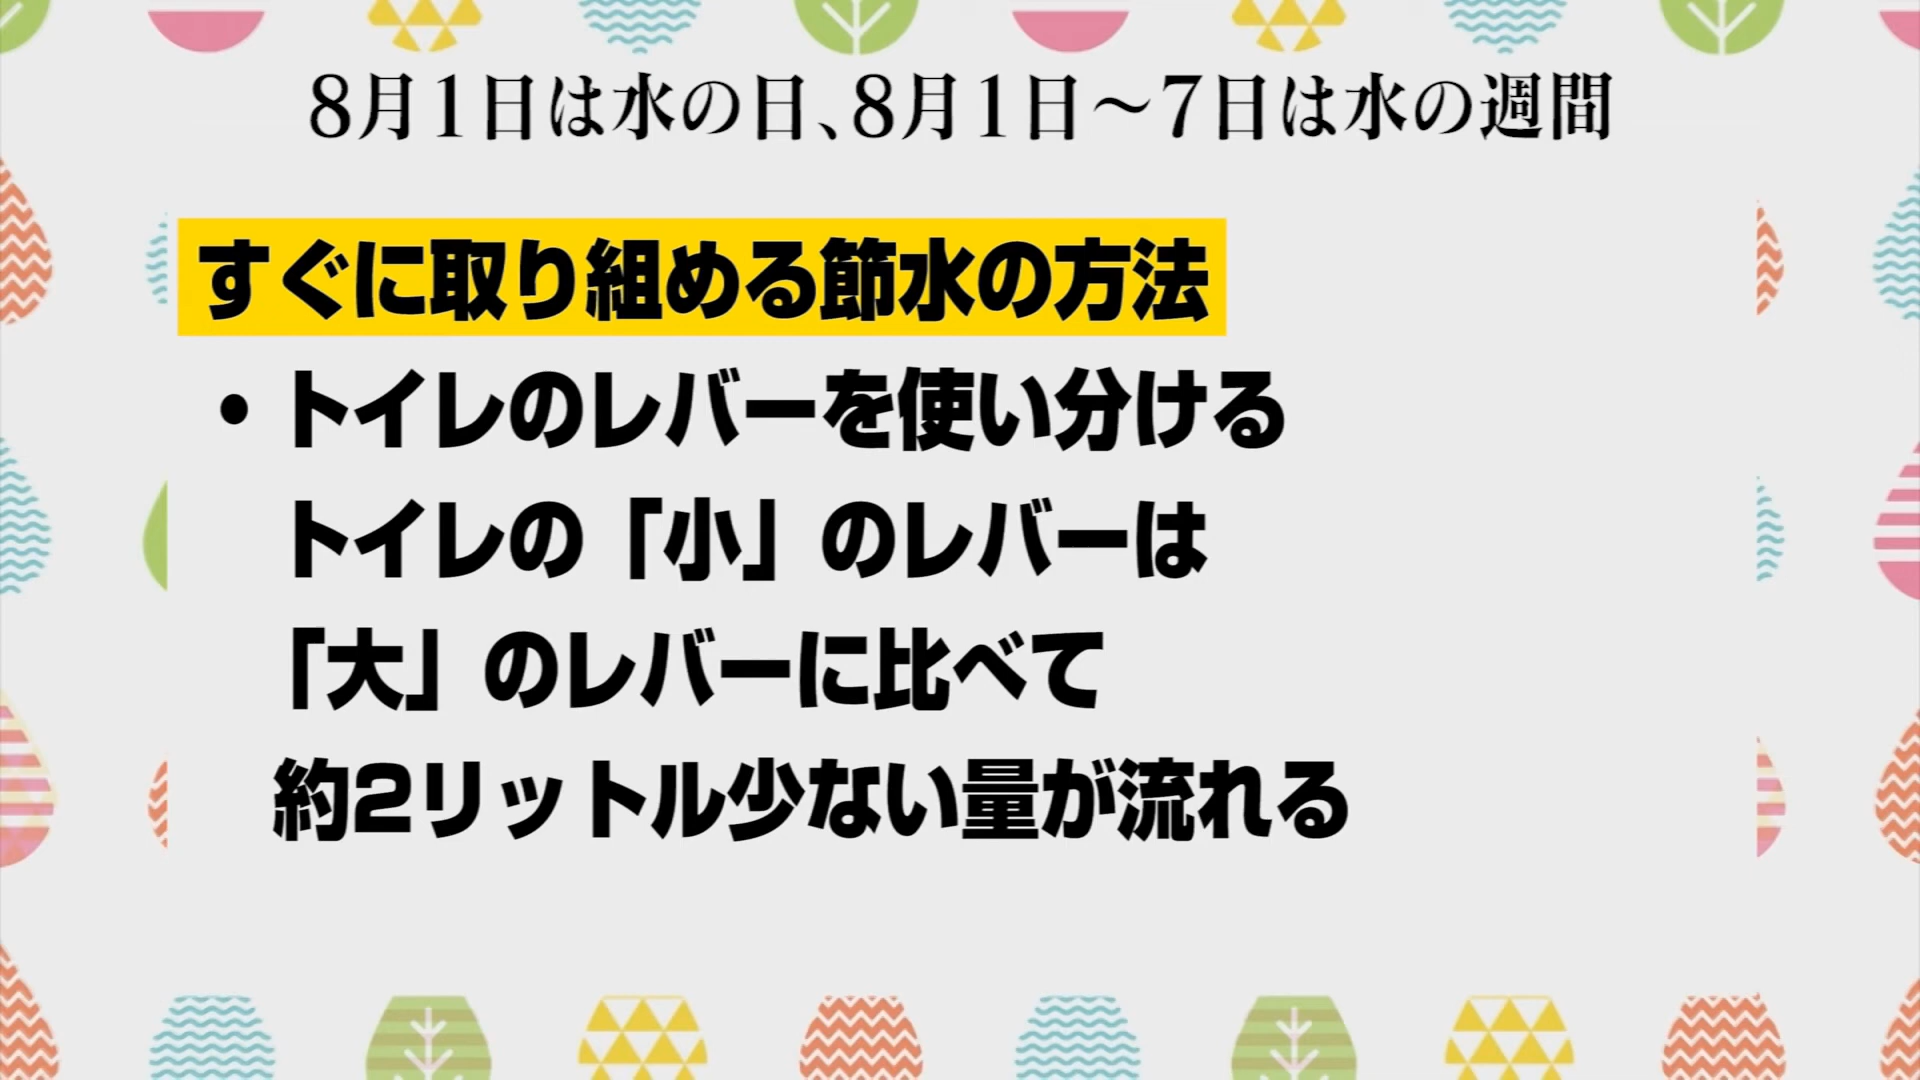 8月1日は水の日、8月1日～7日は水の週間
すぐに取り組める節水の方法
・トイレのレバーを使い分ける
トイレの「小」のレバーは
「大」のレバーに比べて
約2リットル少ない量が流れる